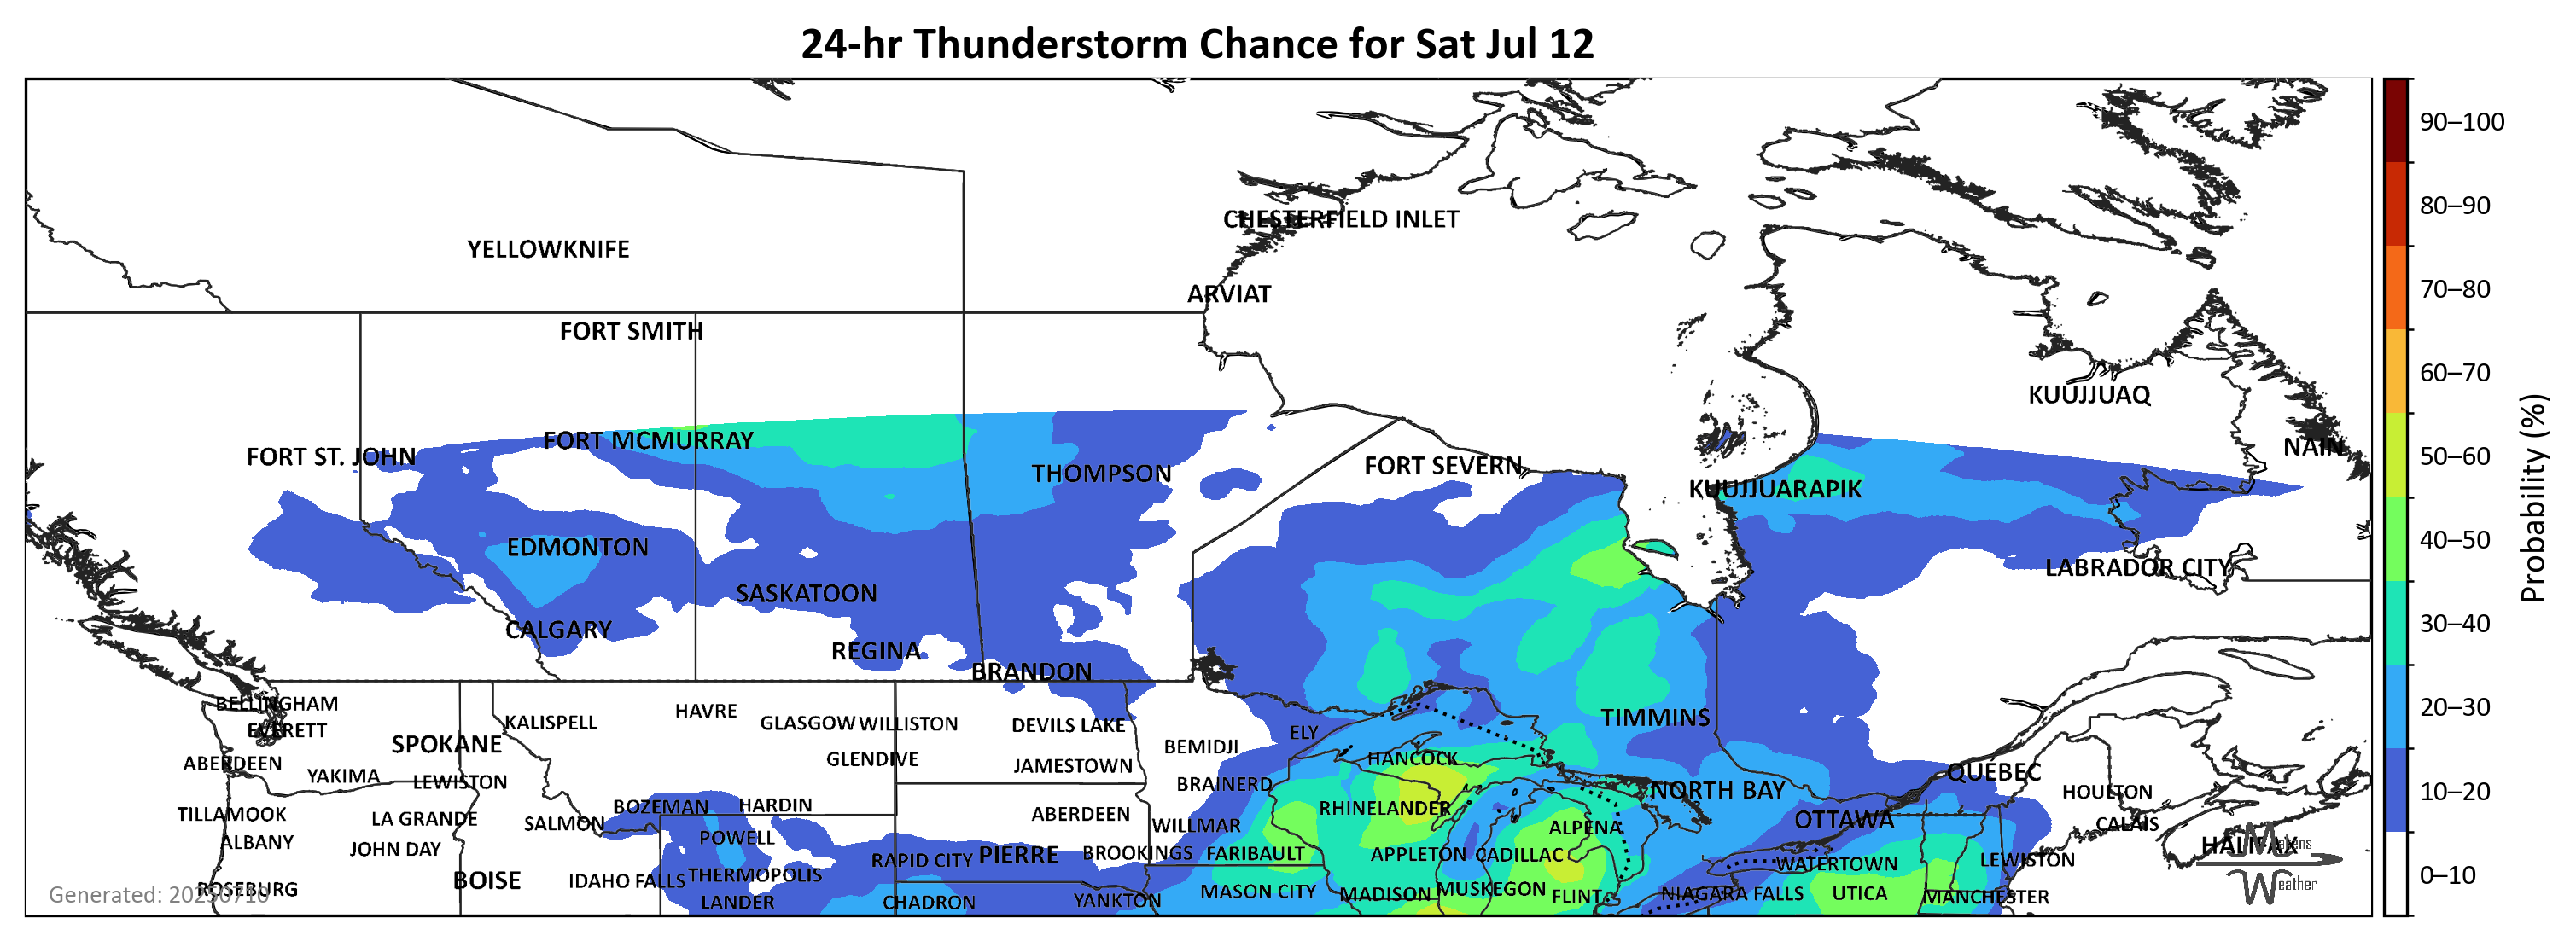 24-hr Thunderstorm Chance for Sat Jul 12
90–100
80–90
70–80
60–70
50–60
40–50
30–40
20–30
10–20
0–10
Probability (%)
CHESTERFIELD INLET
YELLOWKNIFE
ARVIAT
FORT SMITH
KUUJJUAQ
FORT MCMURRAY
NAIN
FORT ST. JOHN
FORT SEVERN
THOMPSON
KUUJJUARAPIK
EDMONTON
LABRADOR CITY
SASKATOON
CALGARY
REGINA
BRANDON
BELLINGHAM
HAVRE
TIMMINS
KALISPELL
GLASGOW
WILLISTON
DEVILS LAKE
EVERETT
ELY
SPOKANE
BEMIDJI
GLENDIVE
HANCOCK
ABERDEEN
JAMESTOWN
QUÉBEC
YAKIMA
LEWISTON
BRAINERD
NORTH BAY
HOULTON
BOZEMAN
HARDIN
RHINELANDER
TILLAMOOK
LA GRANDE
SALMON
ABERDEEN
WILLMAR
ALPENA
OTTAWA
CALAIS
ALBANY
POWELL
HALIFAX
JOHN DAY
BROOKINGS
FARIBAULT
APPLETON
CADILLAC
RAPID CITY
PIERRE
WATERTOWN
LEWISTON
BOISE
IDAHO FALLS
THERMOPOLIS
ROSEBURG
MASON CITY
MADISON
MUSKEGON
FLINT
NIAGARA FALLS
UTICA
MANCHESTER
LANDER
CHADRON
YANKTON
Generated: 20250710
Weather